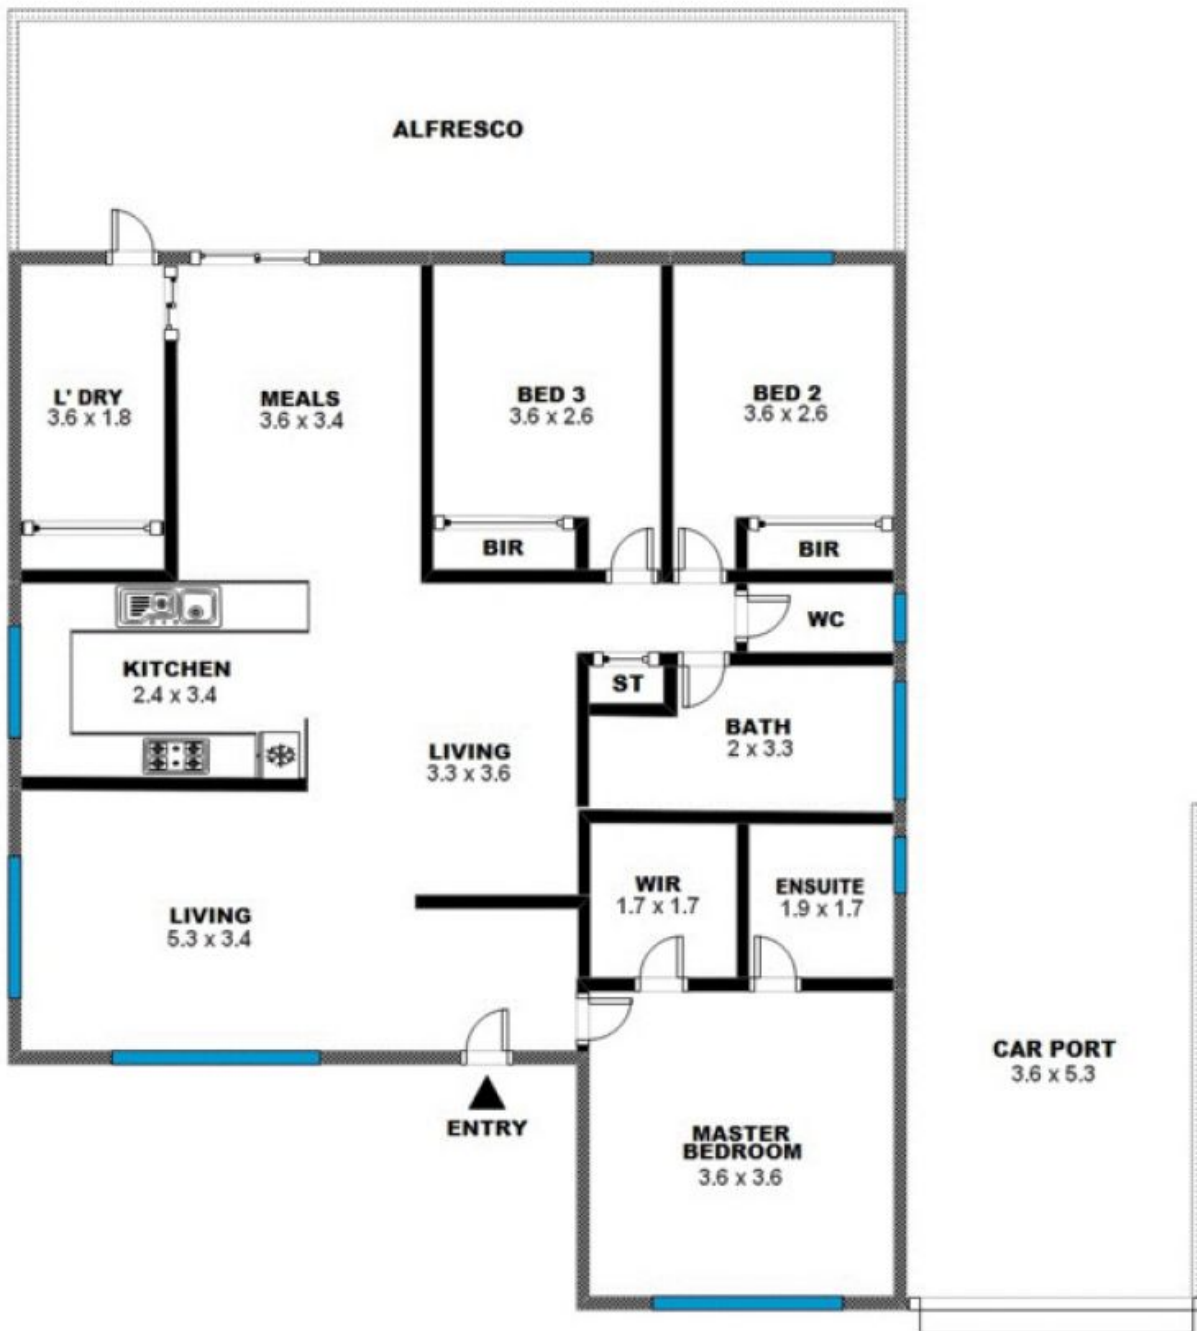 ALFRESCO
L' DRY
3.6 x 1.8
MEALS
3.6 x 3.4
BED 3
3.6 x 2.6
BED 2
3.6 x 2.6
BIR
BIR
WC
KITCHEN
2.4 x 3.4
ST
BATH
2 x 3.3
LIVING
3.3 x 3.6
WIR
1.7 x 1.7
ENSUITE
1.9 x 1.7
LIVING
5.3 x 3.4
CAR PORT
3.6 x 5.3
ENTRY
MASTER
BEDROOM
3.6 x 3.6